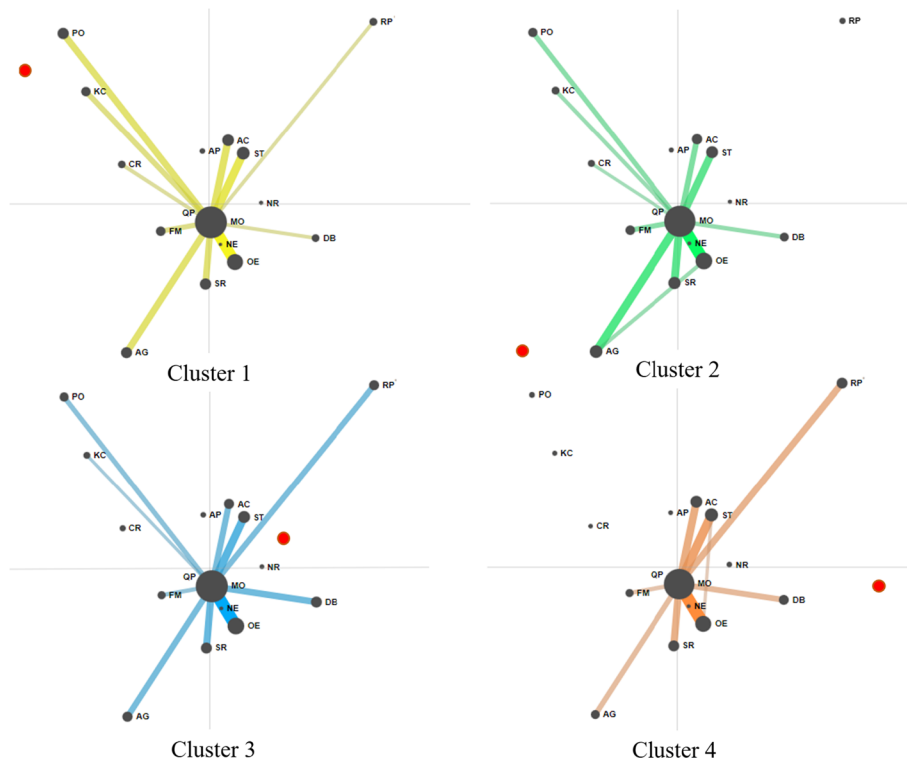 PO
RP
KC
AC
AP
ST
CR
NR
QP
MO
FM
DB
NE
OE
SR
AG
Cluster 1
RP
PO
KC
AC
AP
ST
CR
NR
QP
MO
FM
DB
NE
OE
SR
AG
Cluster 2
RP
PO
KC
AC
AP
ST
CR
NR
QP
MO
FM
DB
NE
OE
SR
AG
Cluster 3
RP
PO
KC
AC
AP
ST
CR
NR
QP
MO
FM
DB
NE
OE
SR
AG
Cluster 4